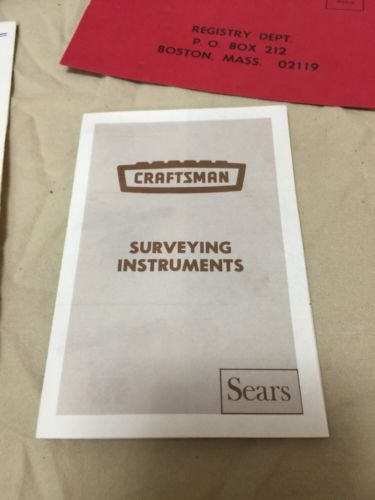 REGISTRY DEPT.
P. O. BOX 212
BOSTON, MASS. 02119
CRAFTSMAN
SURVEYING
INSTRUMENTS
Sears